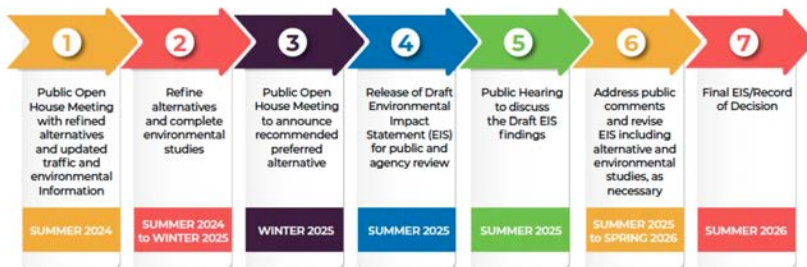 1
Public Open
House Meeting
with refined
alternatives
and updated
traffic and
environmental
Information
SUMMER 2024
2
Refine
alternatives
and complete
environmental
studies
SUMMER 2024
to WINTER 2025
3
Public Open
House Meeting
to announce
recommended
preferred
alternative
WINTER 2025
4
Release of Draft
Environmental
Impact
Statement (EIS)
for public and
agency review
SUMMER 2025
5
Public Hearing
to discuss
the Draft EIS
findings
SUMMER 2025
6
Address public
comments
and revise
EIS including
alternative and
environmental
studies, as
necessary
SUMMER 2025
to SPRING 2026
7
Final EIS/Record
of Decision
SUMMER 2026